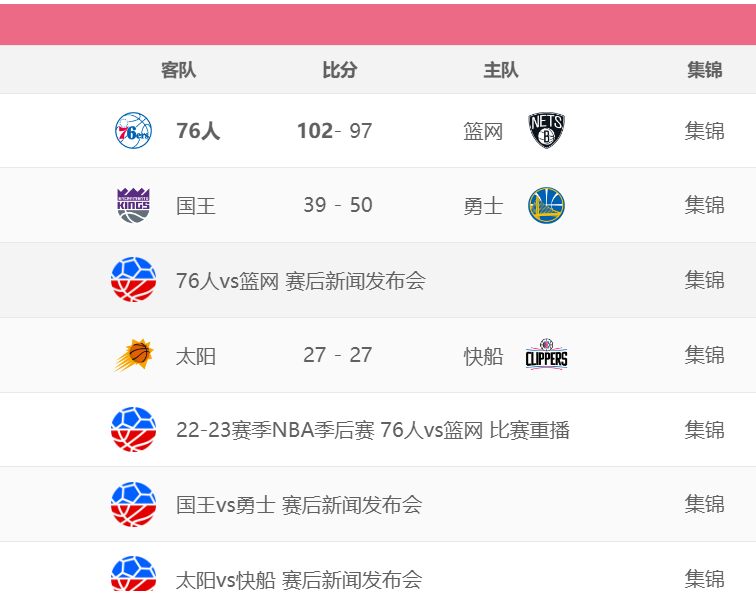 客队 比分 主队 集锦
76ers 76人 102- 97 篮网 NETS B 集锦
KINGS 国王 39 - 50 勇士 集锦
76人vs篮网 赛后新闻发布会 集锦
太阳 27 - 27 快船 CLIPPERS 集锦
22-23赛季NBA季后赛 76人vs篮网 比赛重播 集锦
国王vs勇士 赛后新闻发布会 集锦
太阳vs快船 赛后新闻发布会 集锦